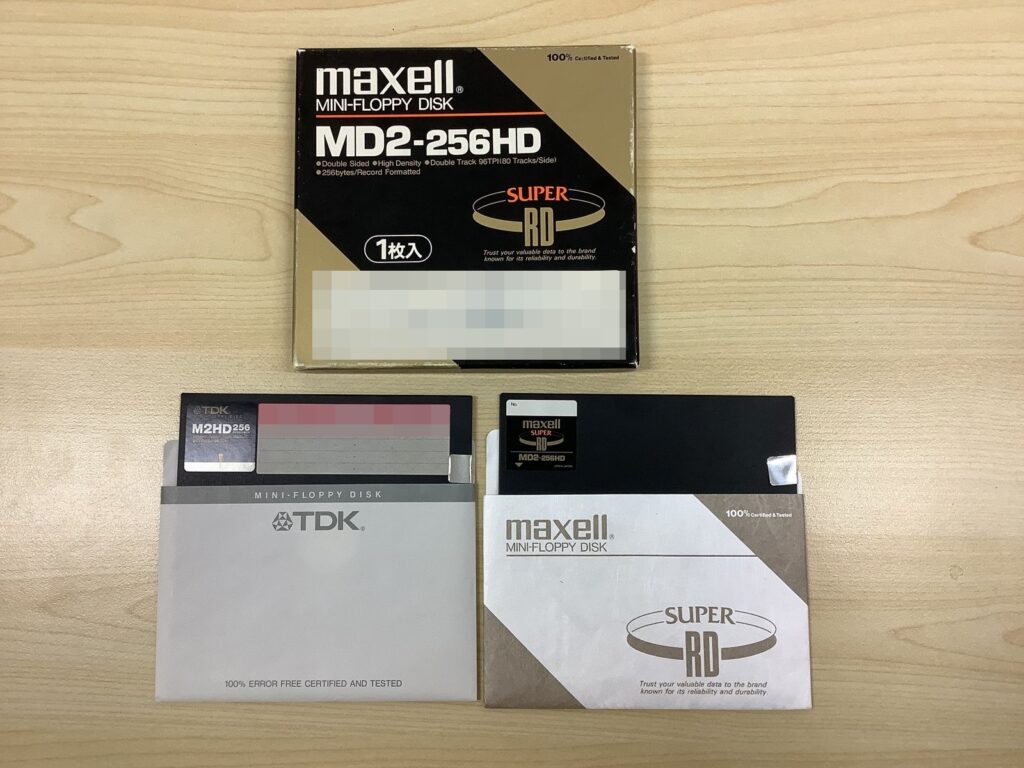 100% Certified & Tested
maxell®
MINI-FLOPPY DISK
MD2-256HD
●Double Sided ●High Density ●Double Track 96TPI(80 Tracks/Side)
●256bytes/Record Formatted
SUPER
RD
Trust your valuable data to the brand
known for its reliability and durability.
1枚入
TDK
M2HD 256
MINI-FLOPPY DISK
TDK®
100% ERROR FREE CERTIFIED AND TESTED
No.
maxell
SUPER
RD
MD2-256HD
100% Certified & Tested
maxell®
MINI-FLOPPY DISK
SUPER
RD
Trust your valuable data to the brand
known for its reliability and durability.